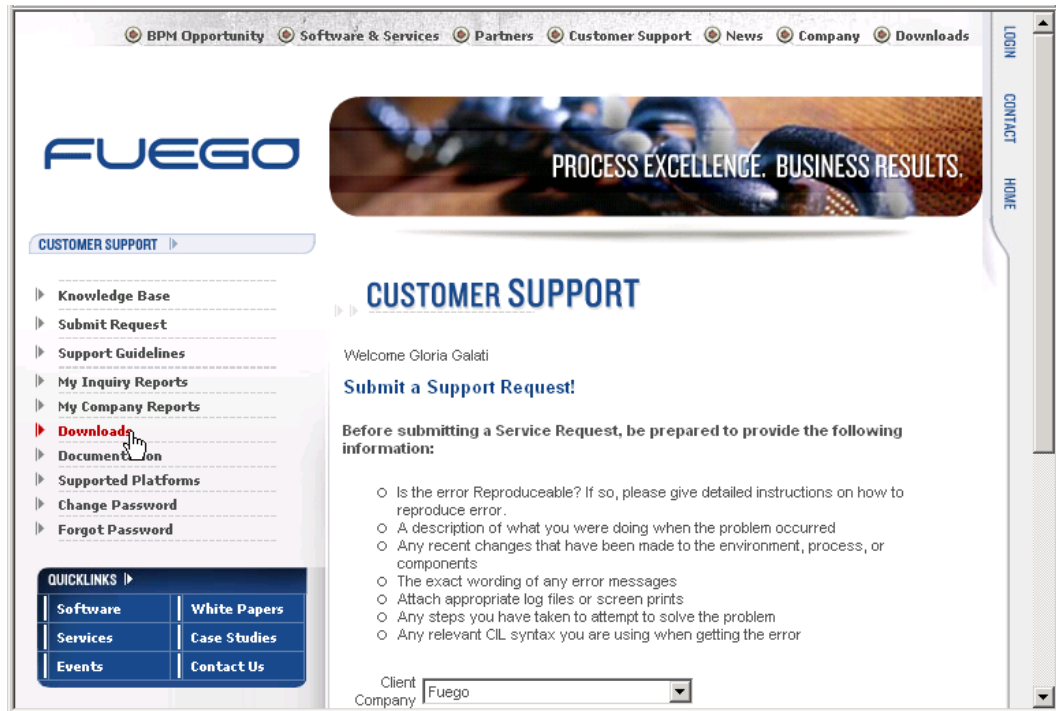 BPM Opportunity Software & Services Partners Customer Support News Company Downloads
LOGIN
CONTACT
HOME
FUEGO
PROCESS EXCELLENCE. BUSINESS RESULTS.
CUSTOMER SUPPORT
Knowledge Base
Submit Request
Support Guidelines
My Inquiry Reports
My Company Reports
Downloads
Supported Platforms
Change Password
Forgot Password
QUICKLINKS
Software White Papers
Services Case Studies
Events Contact Us
CUSTOMER SUPPORT
Welcome Gloria Galati
Submit a Support Request!
Before submitting a Service Request, be prepared to provide the following
information:
Is the error Reproduceable? If so, please give detailed instructions on how to
reproduce error.
A description of what you were doing when the problem occurred
Any recent changes that have been made to the environment, process, or
components
The exact wording of any error messages
Attach appropriate log files or screen prints
Any steps you have taken to attempt to solve the problem
Any relevant CIL syntax you are using when getting the error
Client
Company Fuego